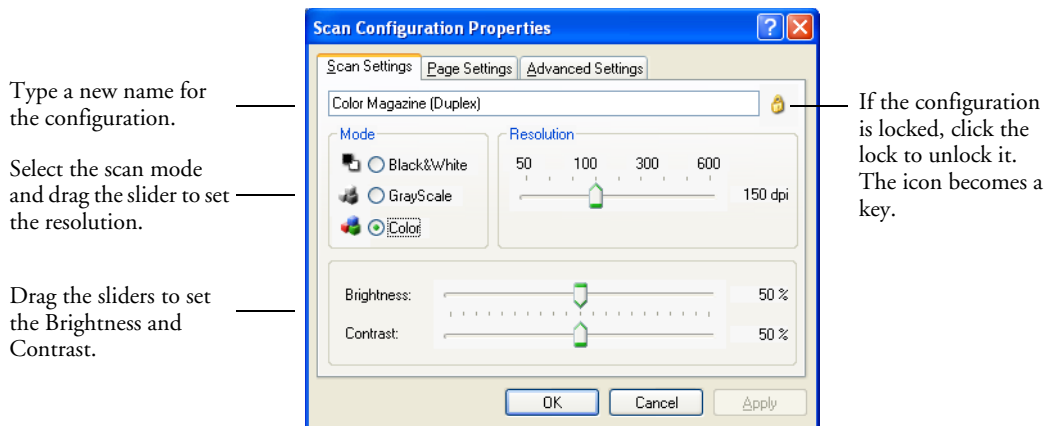 Scan Configuration Properties
Scan Settings Page Settings Advanced Settings
Type a new name for
the configuration.
Color Magazine (Duplex)
If the configuration
is locked, click the
lock to unlock it.
The icon becomes a
key.
Select the scan mode
and drag the slider to set
the resolution.
Mode
Black&White
GrayScale
Color
Resolution
50 100 300 600
150 dpi
Drag the sliders to set
the Brightness and
Contrast.
Brightness: 50 %
Contrast: 50 %
OK Cancel Apply